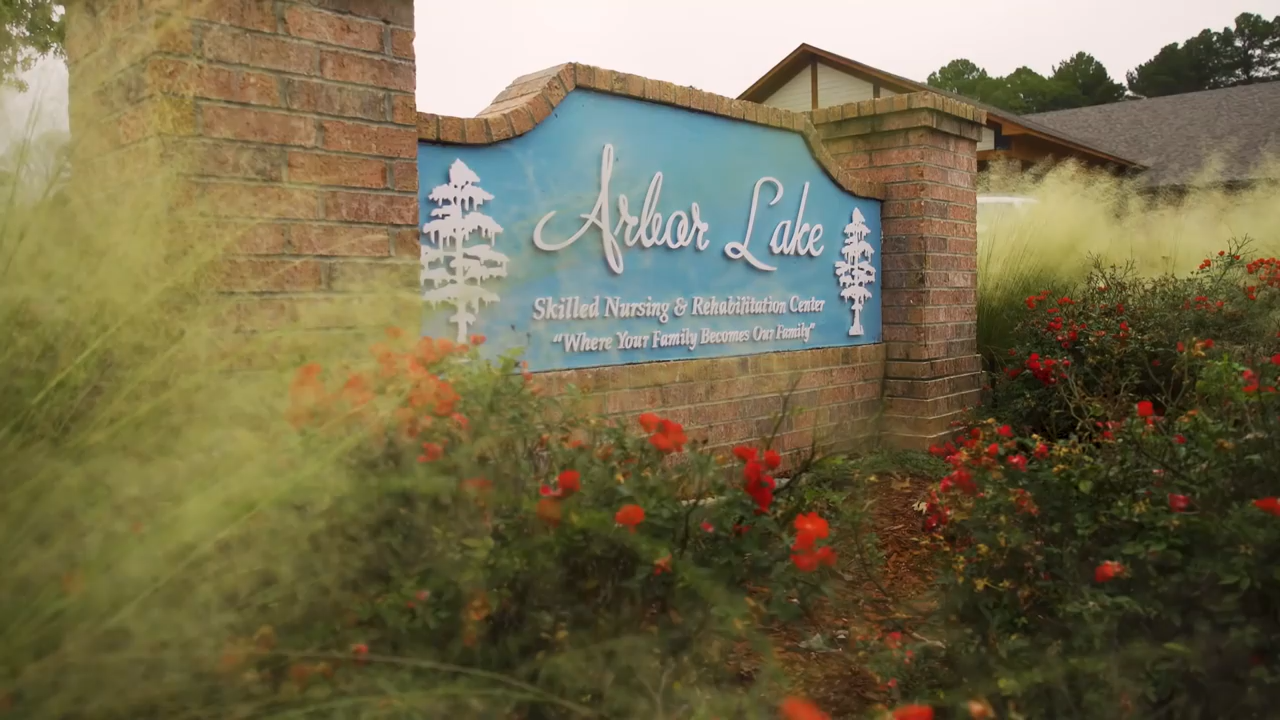 Arbor Lake
Skilled Nursing & Rehabilitation Center
"Where Your Family Becomes Our Family"